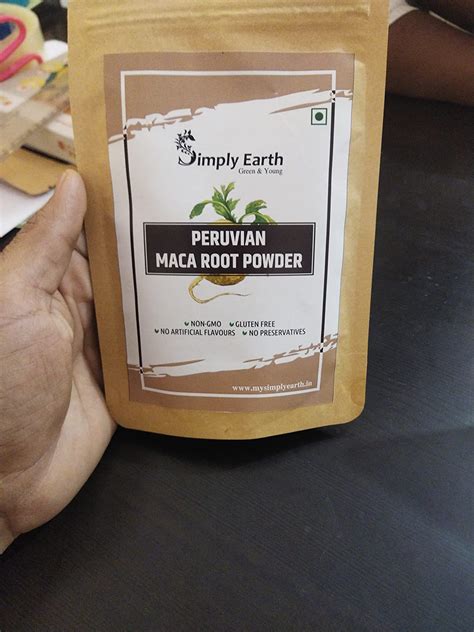 Simply Earth
Green & Young
PERUVIAN
MACA ROOT POWDER
NON-GMO GLUTEN FREE
NO ARTIFICIAL FLAVOURS NO PRESERVATIVES
www.mysimplyearth.in